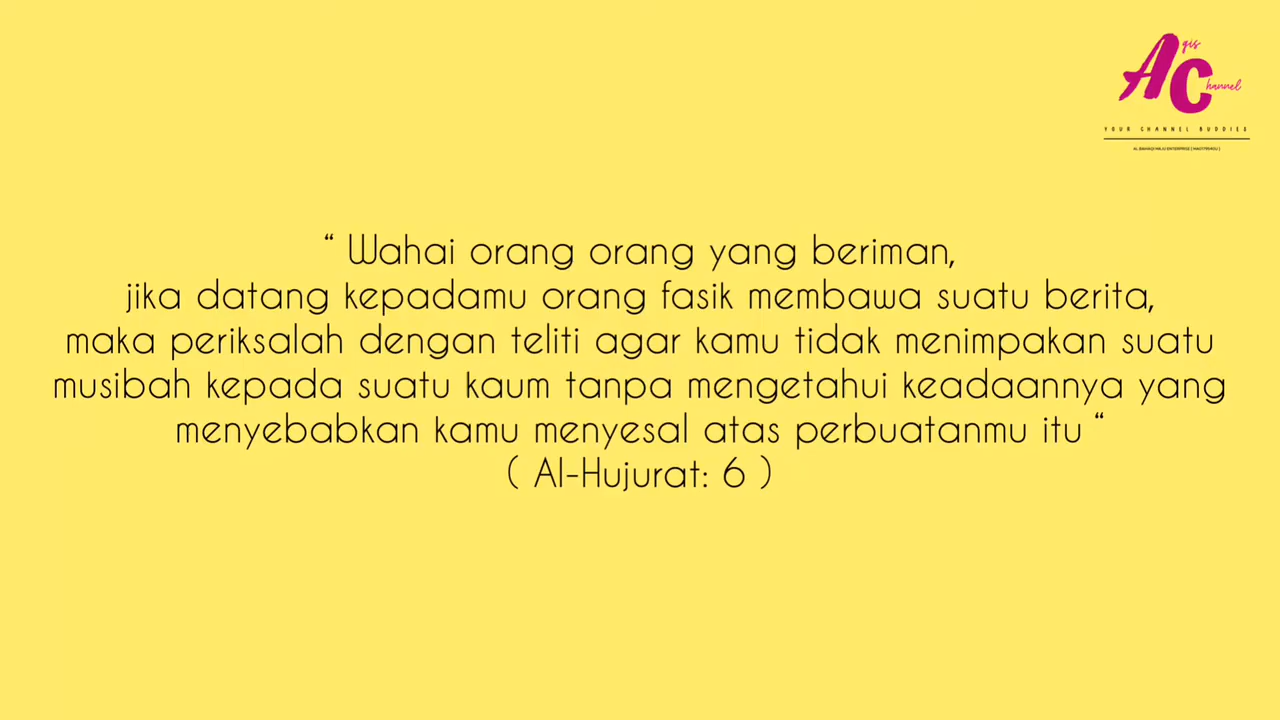 Agis Channel
YOUR CHANNEL BUDDIES
“ Wahai orang orang yang beriman,
jika datang kepadamu orang fasik membawa suatu berita,
maka periksalah dengan teliti agar kamu tidak menimpakan suatu
musibah kepada suatu kaum tanpa mengetahui keadaannya yang
menyebabkan kamu menyesal atas perbuatanmu itu “
( Al-Hujurat: 6 )